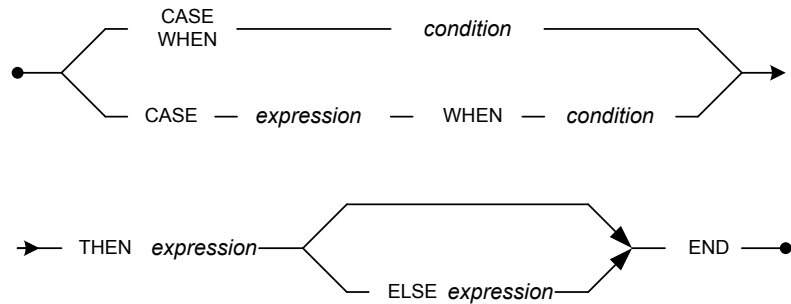 CASE
WHEN condition
CASE expression WHEN condition
THEN expression
ELSE expression
END